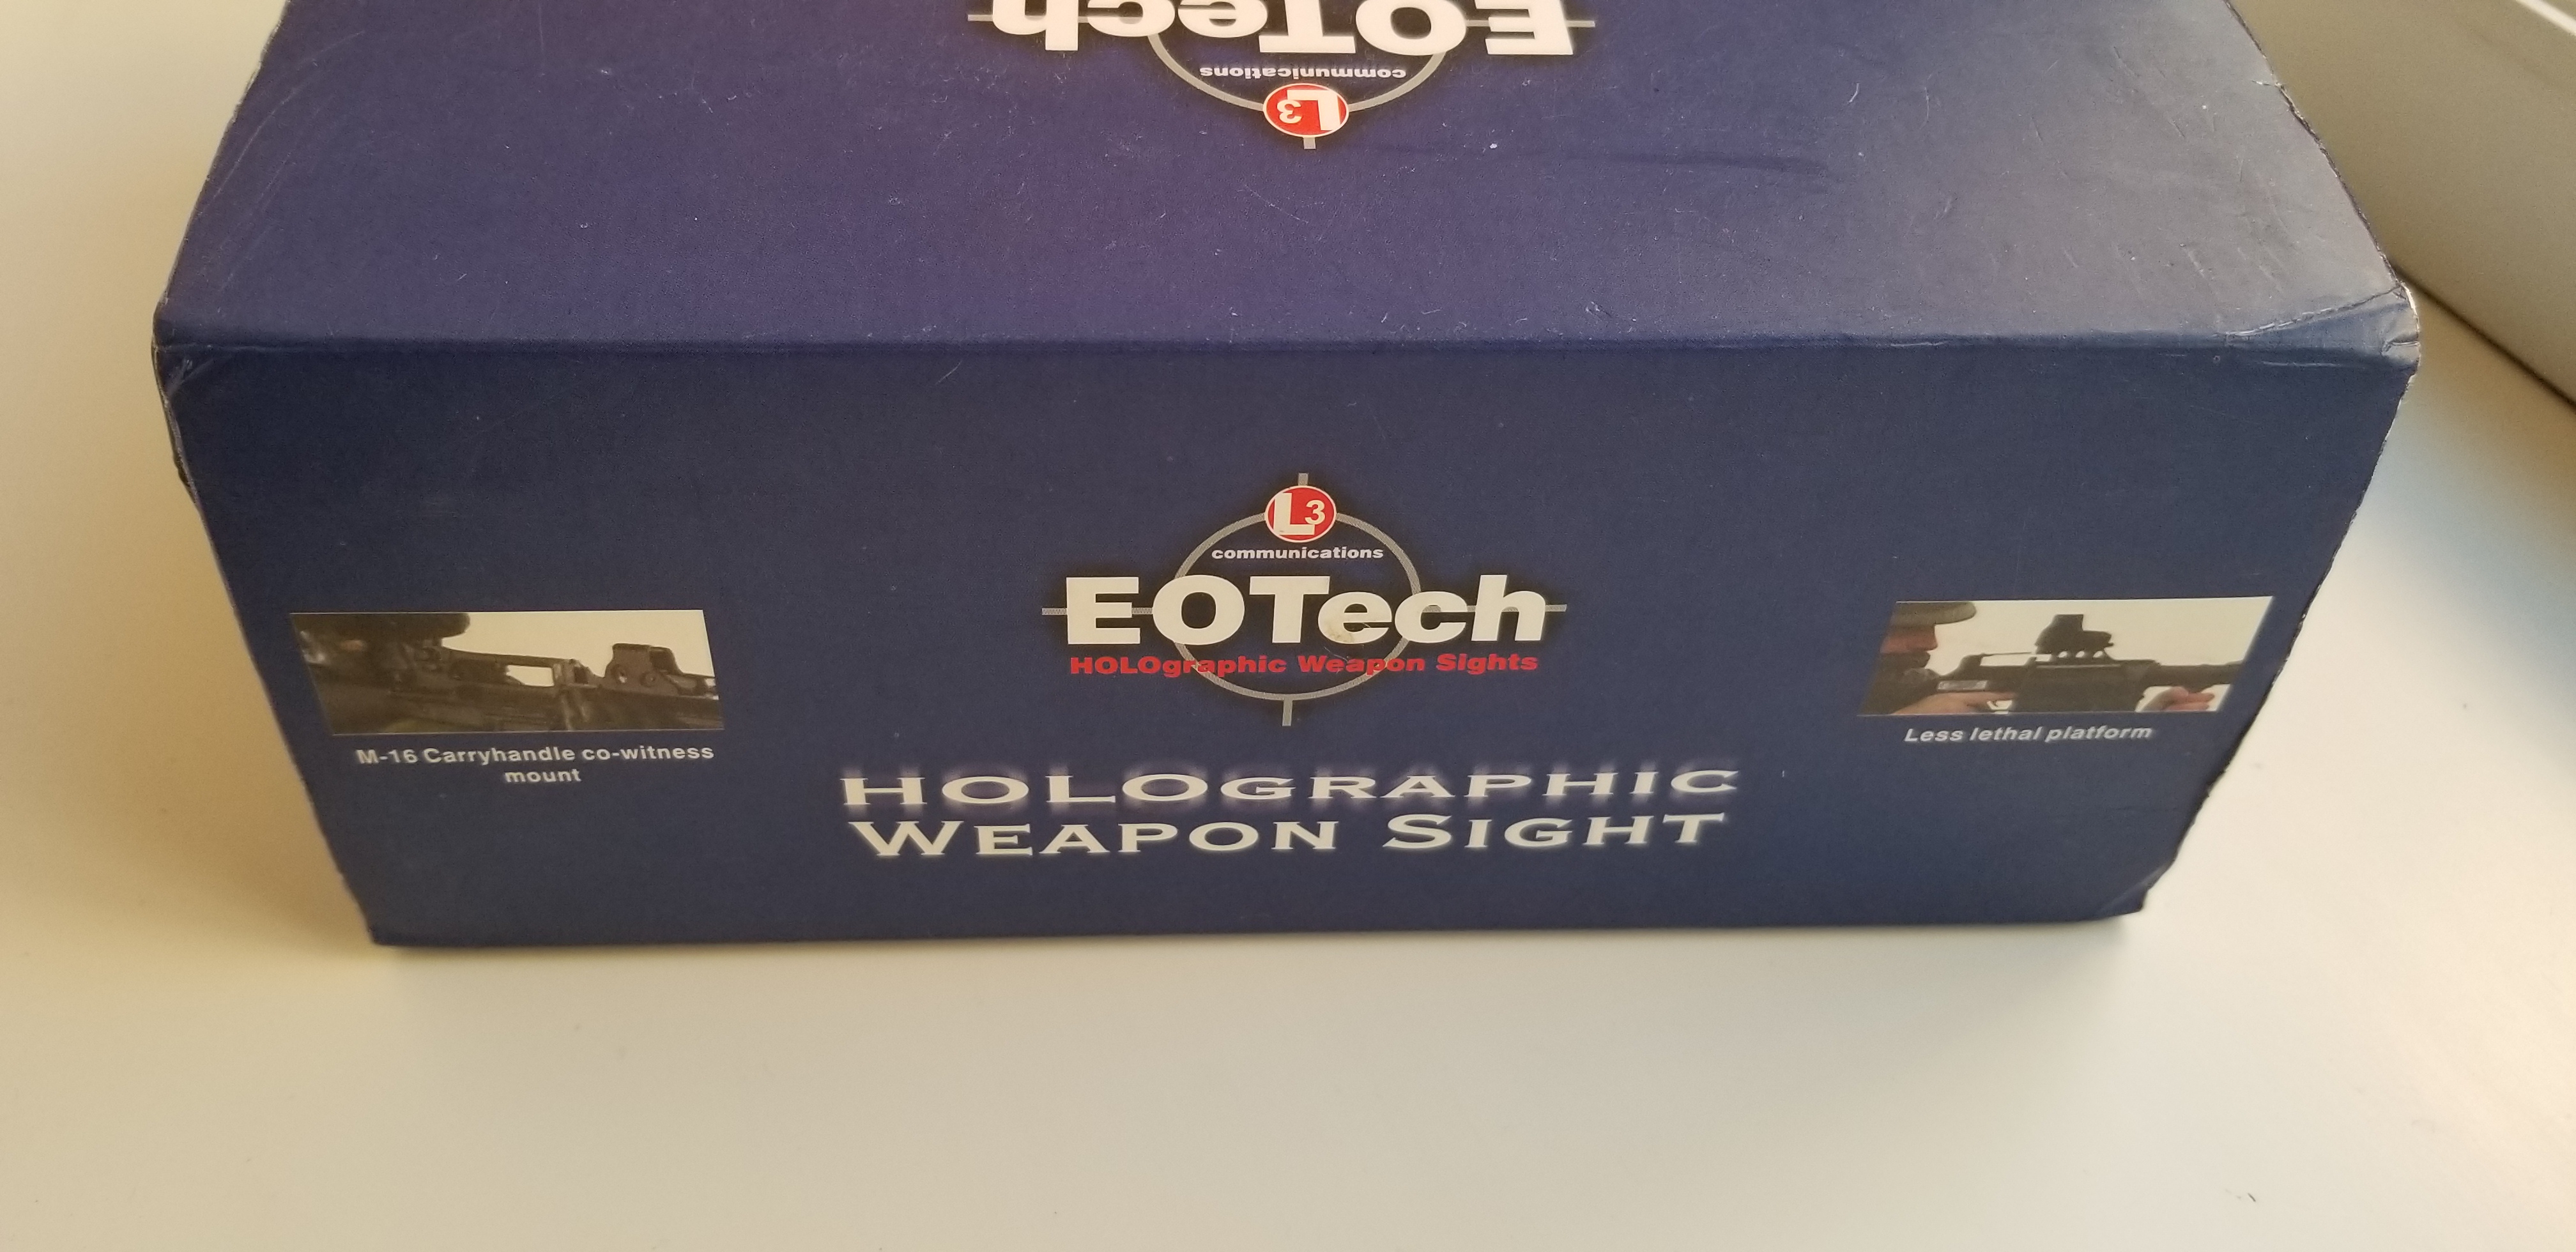 EOTech
communications
L3
L3
communications
EOTech
HOLOgraphic Weapon Sights
M-16 Carryhandle co-witness
mount
Less lethal platform
HOLOGRAPHIC
WEAPON SIGHT